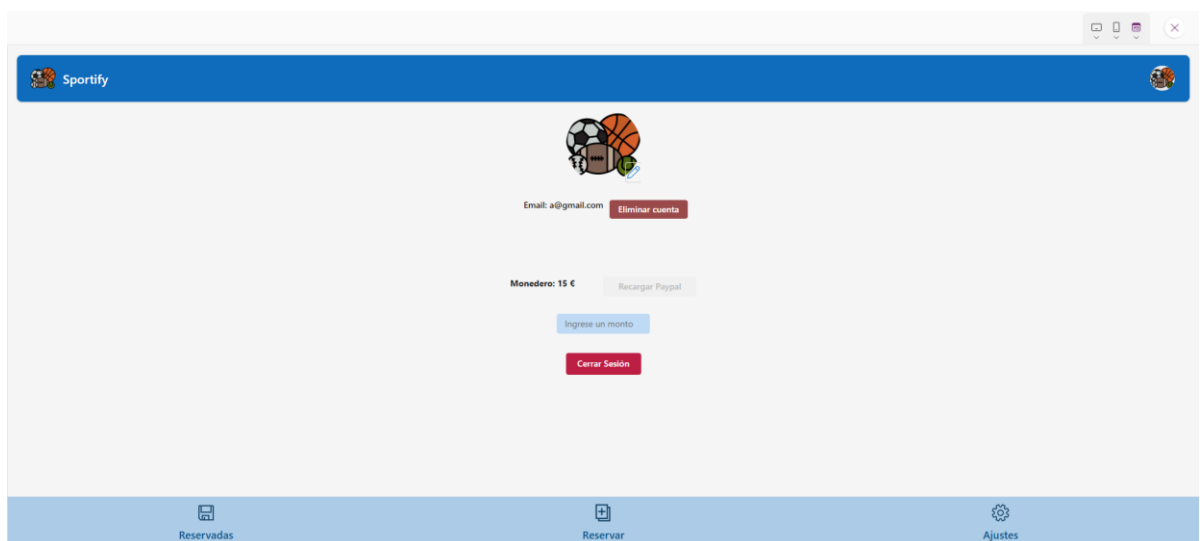 Sportify
Email: a@gmail.com Eliminar cuenta
Monedero: 15 € Recargar Paypal
Ingrese un monto
Cerrar Sesión
Reservadas Reservar Ajustes